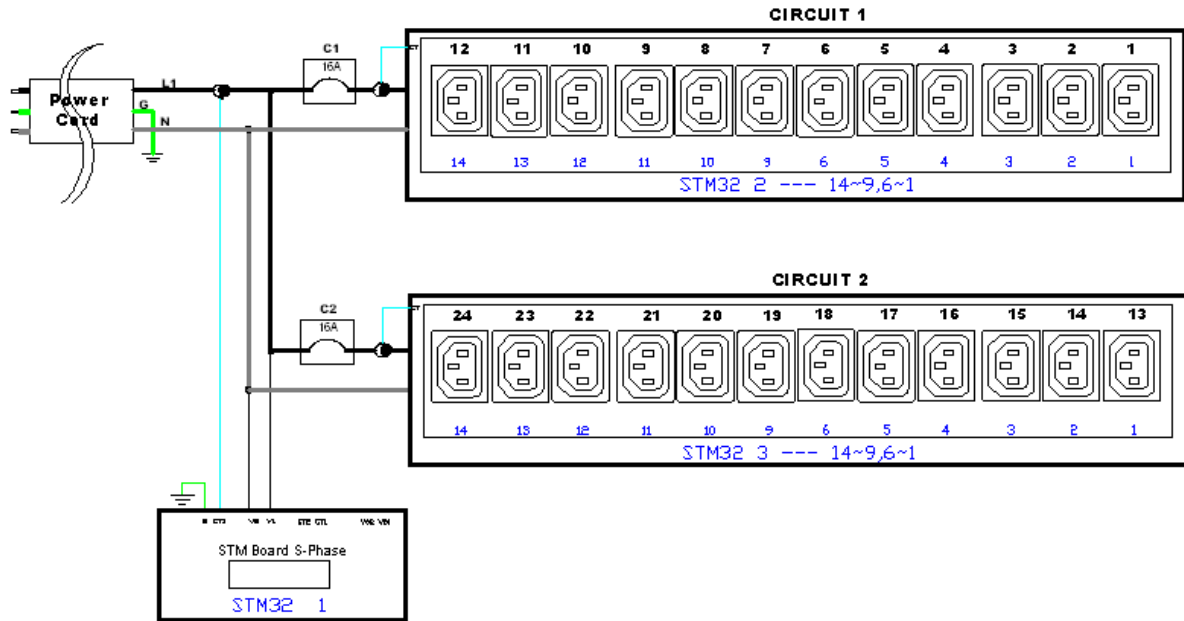 CIRCUIT 1
C1
16A
L1
G
N
Power
Cord
12 11 10 9 8 7 6 5 4 3 2 1
14 13 12 11 10 9 6 5 4 3 2 1
STM32 2 --- 14~9,6~1
CIRCUIT 2
C2
16A
24 23 22 21 20 19 18 17 16 15 14 13
14 13 12 11 10 9 6 5 4 3 2 1
STM32 3 --- 14~9,6~1
STM Board S-Phase
STM32 1